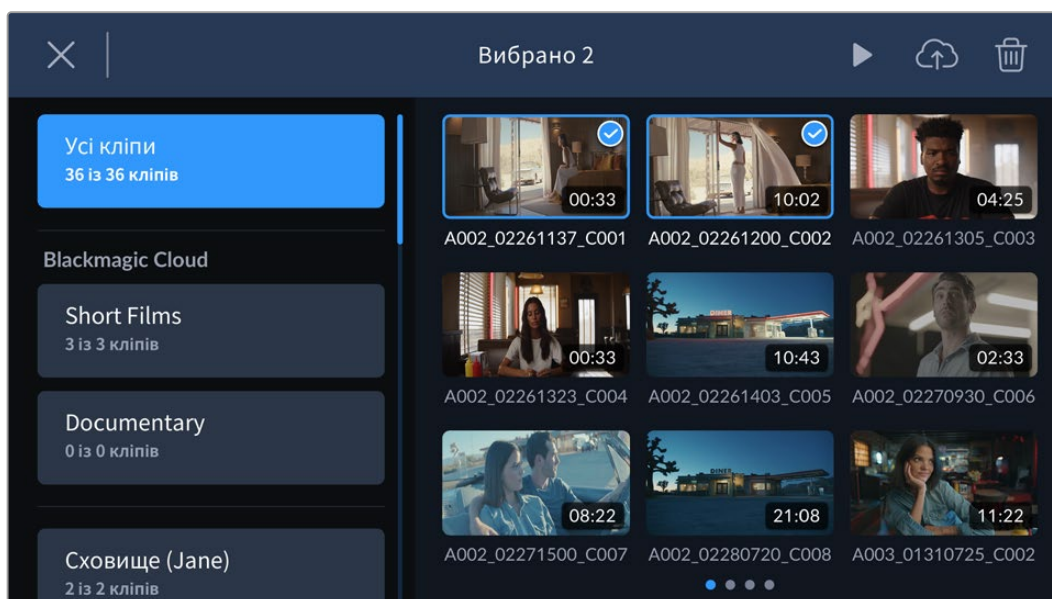 Вибрано 2
Усі кліпи
36 із 36 кліпів
Blackmagic Cloud
Short Films
3 із 3 кліпів
Documentary
0 із 0 кліпів
Сховище (Jane)
2 із 2 кліпів
00:33
10:02
04:25
A002_02261137_C001
A002_02261200_C002
A002_02261305_C003
DINER
00:33
10:43
02:33
A002_02261323_C004
A002_02261403_C005
A002_02270930_C006
DINER
08:22
21:08
11:22
A002_02271500_C007
A002_02280720_C008
A003_01310725_C002